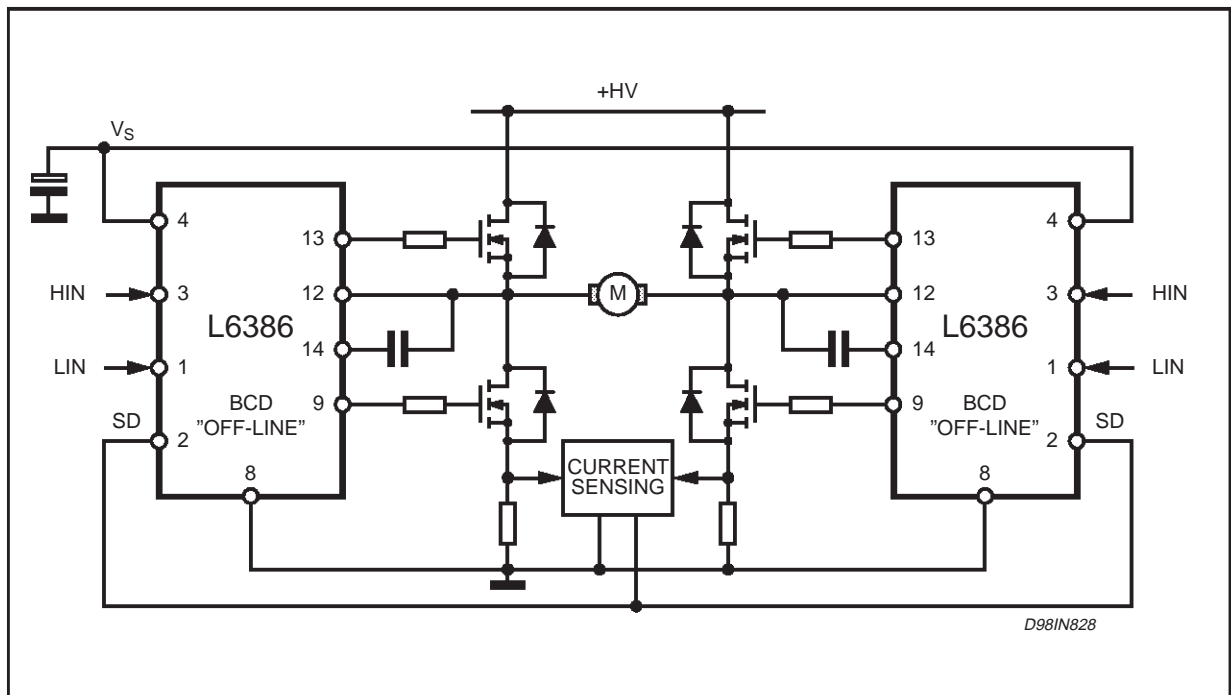 +HV
VS
4
13
HIN
3
12
L6386
14
LIN
1
9
BCD
"OFF-LINE"
SD
2
8
M
CURRENT
SENSING
4
13
12
3
HIN
L6386
14
1
LIN
9
BCD
"OFF-LINE"
SD
2
8
D98IN828